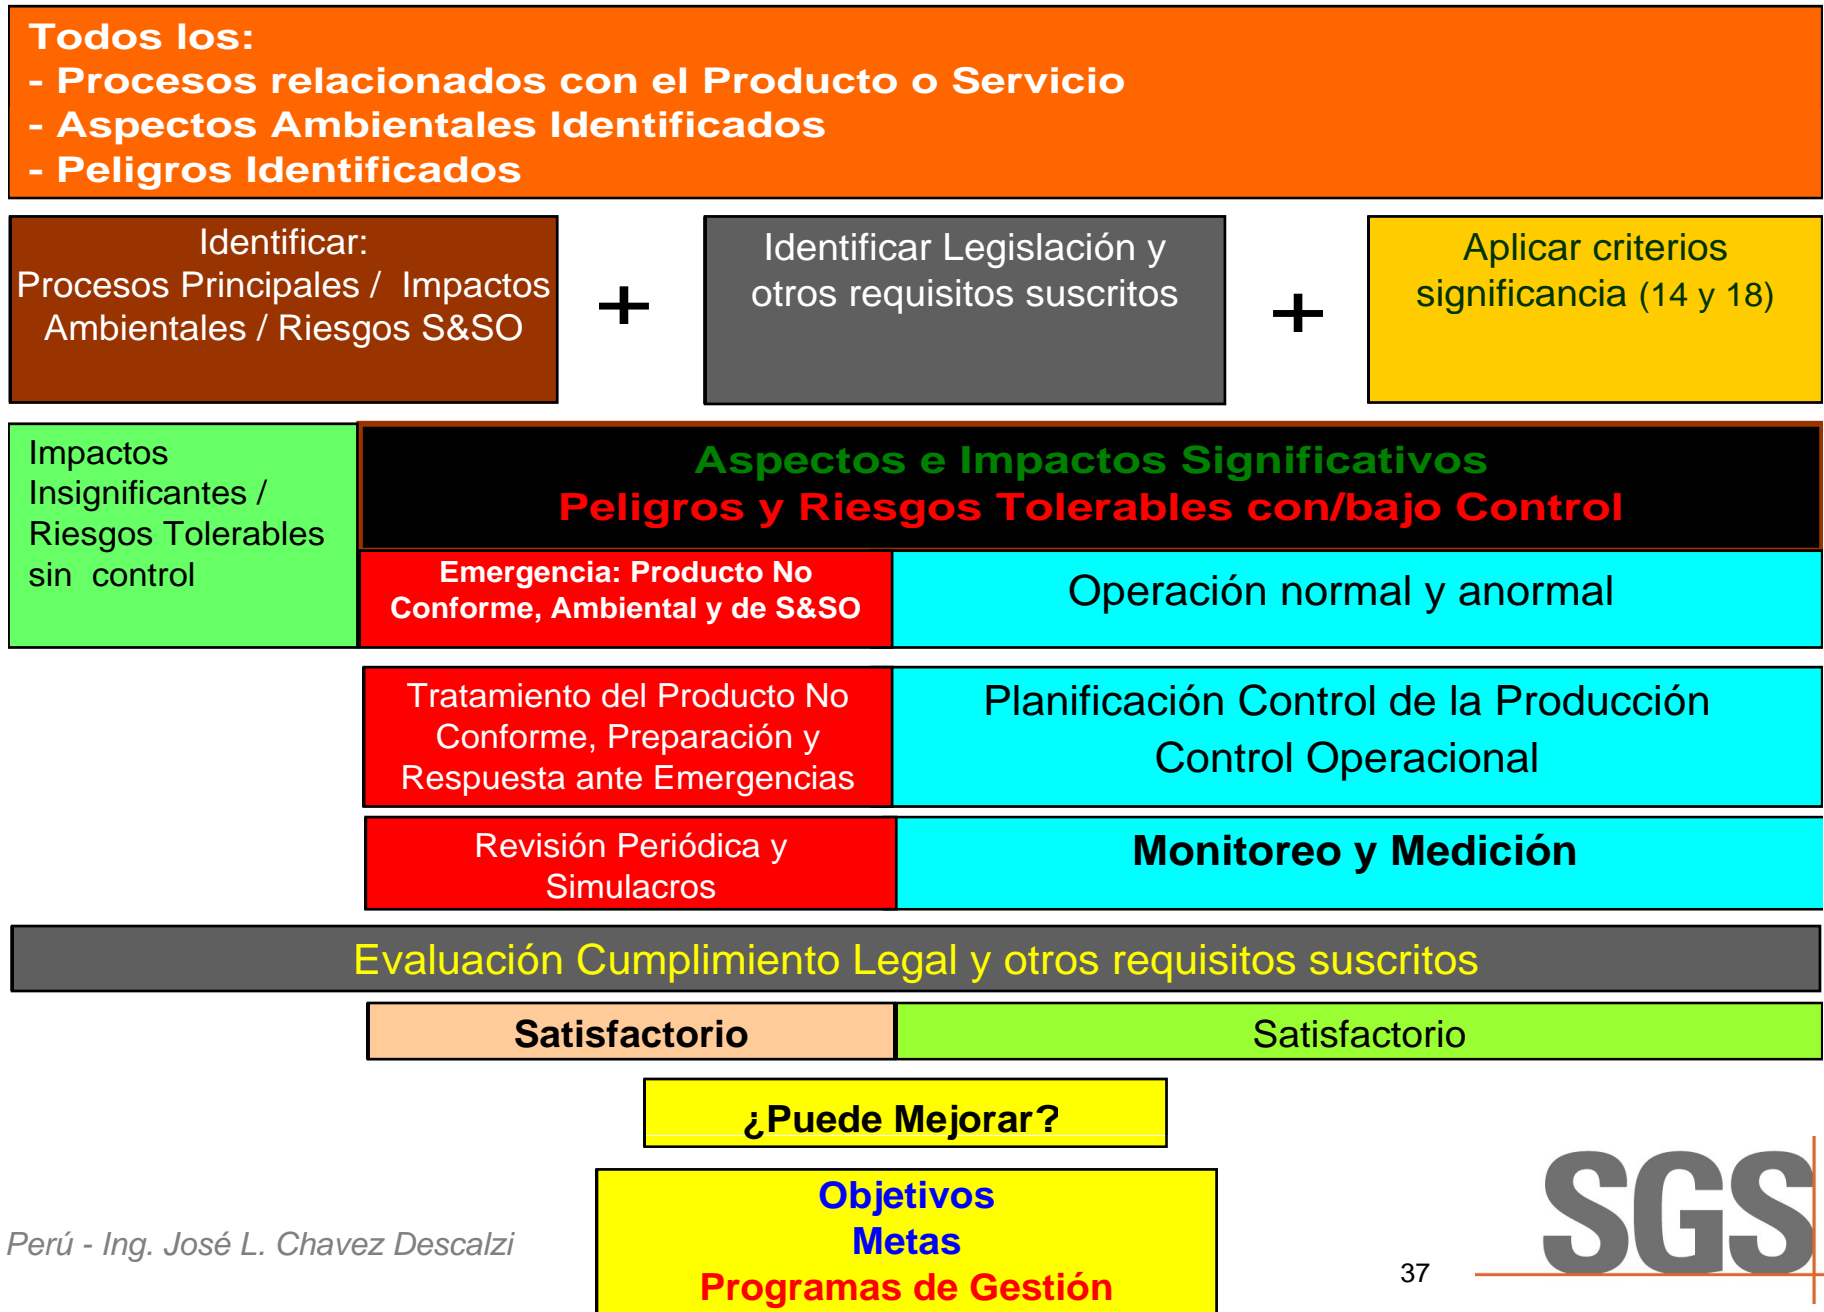 Todos los:
- Procesos relacionados con el Producto o Servicio
- Aspectos Ambientales Identificados
- Peligros Identificados
Identificar:
Procesos Principales / Impactos
Ambientales / Riesgos S&SO
+
Identificar Legislación y
otros requisitos suscritos
+
Aplicar criterios
significancia (14 y 18)
Impactos
Insignificantes /
Riesgos Tolerables
sin control
Aspectos e Impactos Significativos
Peligros y Riesgos Tolerables con/bajo Control
Emergencia: Producto No
Conforme, Ambiental y de S&SO
Operación normal y anormal
Tratamiento del Producto No
Conforme, Preparación y
Respuesta ante Emergencias
Planificación Control de la Producción
Control Operacional
Revisión Periódica y
Simulacros
Monitoreo y Medición
Evaluación Cumplimiento Legal y otros requisitos suscritos
Satisfactorio
Satisfactorio
¿Puede Mejorar?
Objetivos
Metas
Programas de Gestión
Perú - Ing. José L. Chavez Descalzi
37
SGS